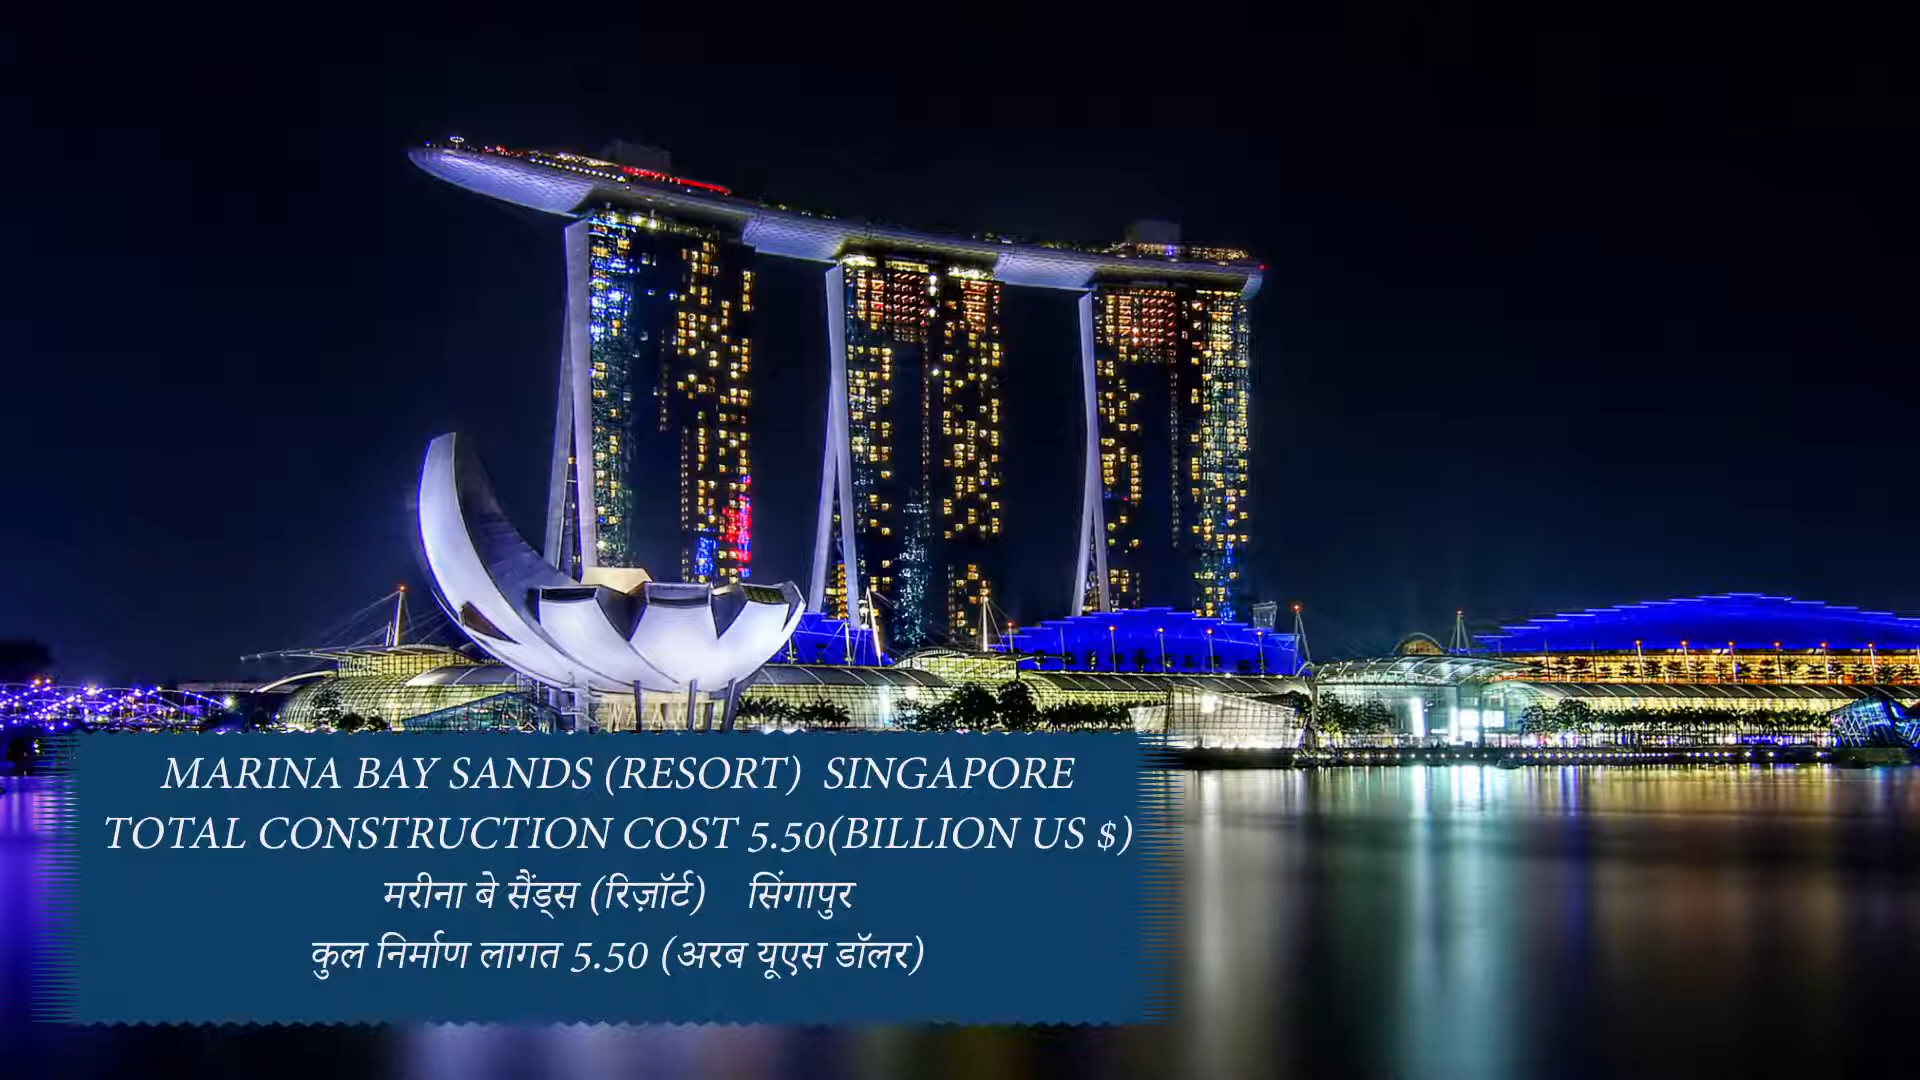 MARINA BAY SANDS (RESORT) SINGAPORE
TOTAL CONSTRUCTION COST 5.50(BILLION US $)
मरीना बे सैंड्स (रिज़ॉर्ट) सिंगापुर
कुल निर्माण लागत 5.50 (अरब यूएस डॉलर)